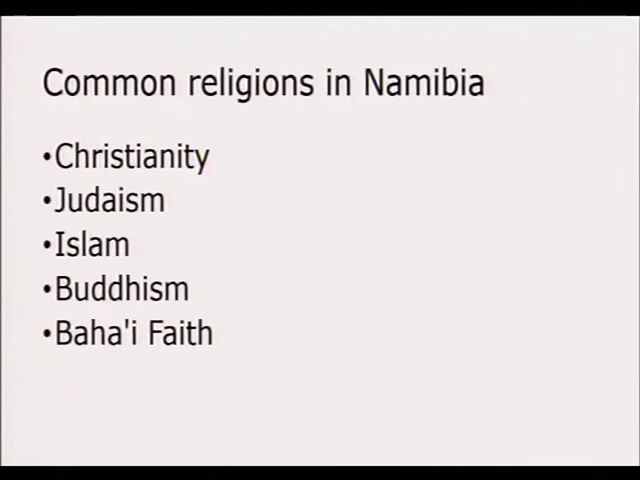 Common religions in Namibia
•Christianity
•Judaism
•Islam
•Buddhism
•Baha'i Faith